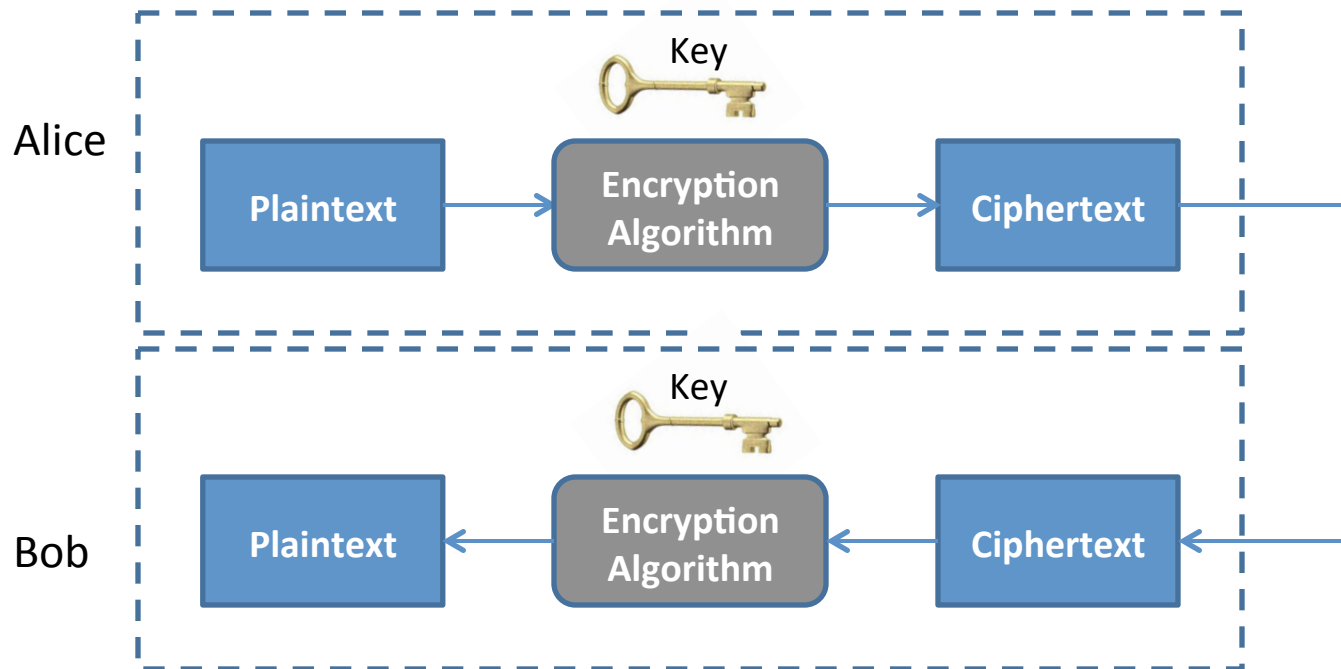 Key
Alice
Plaintext
Encryption
Algorithm
Ciphertext
Key
Bob
Plaintext
Encryption
Algorithm
Ciphertext